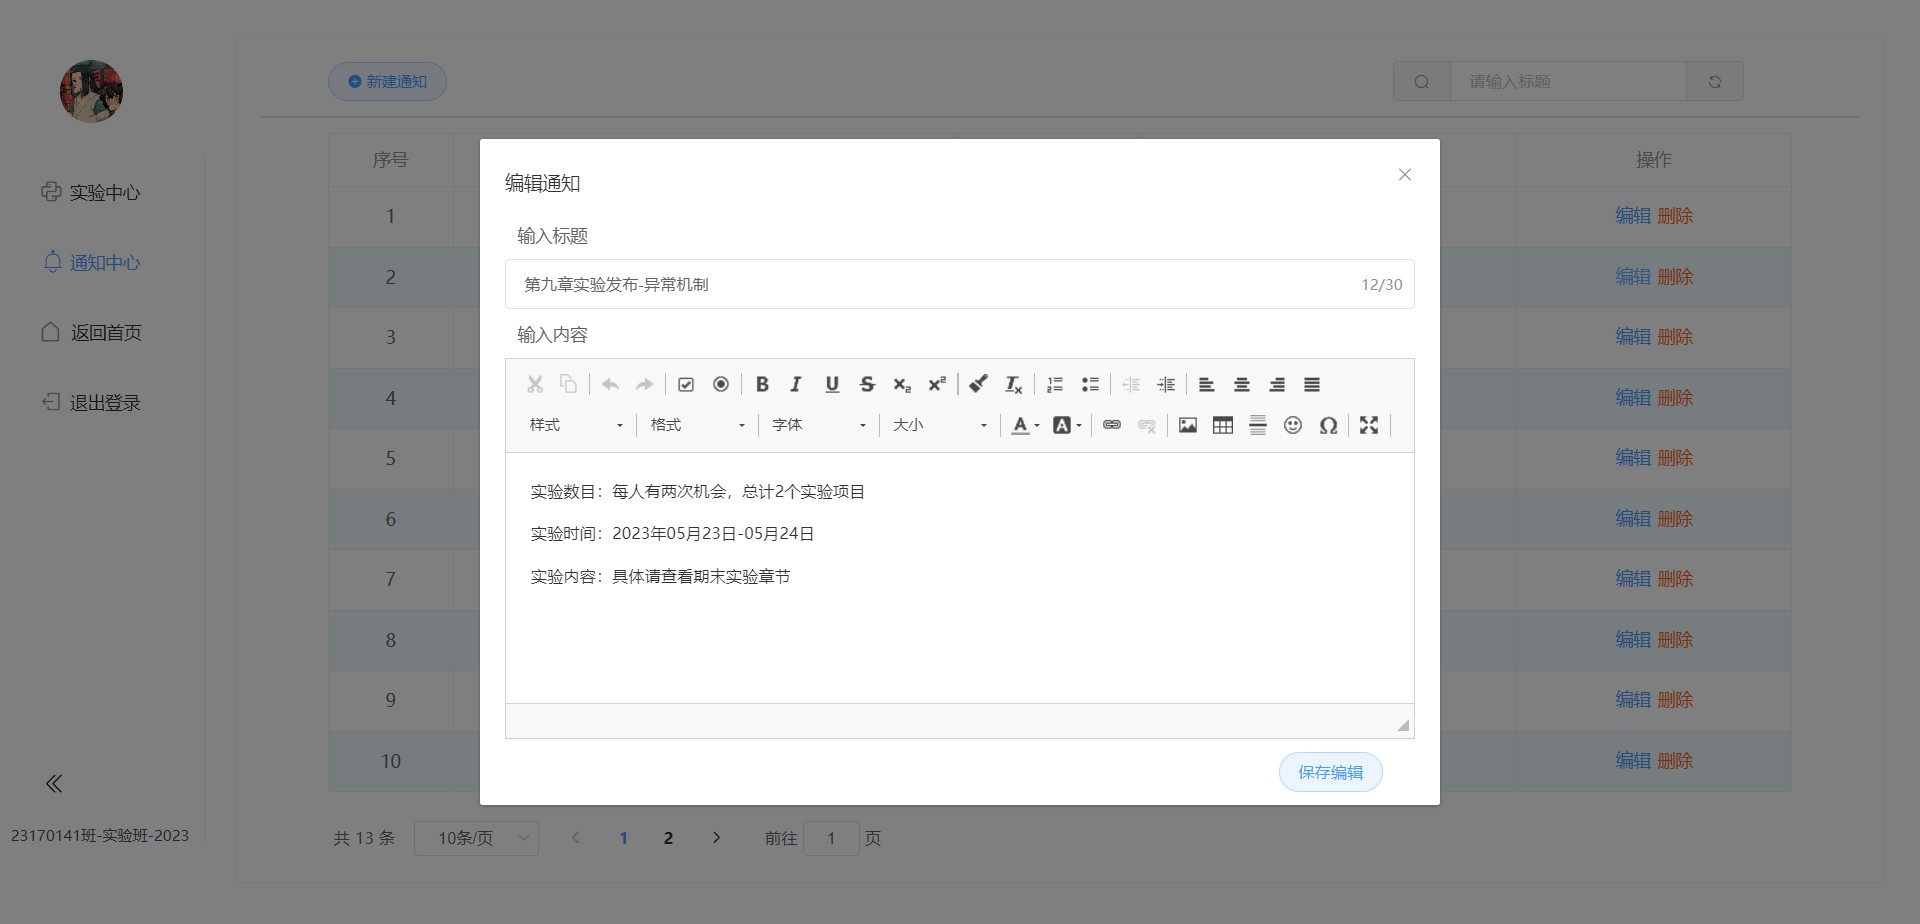 新建通知
请输入标题
实验中心
通知中心
返回首页
退出登录
23170141班-实验班-2023
序号
操作
1
编辑 删除
2
编辑 删除
3
编辑 删除
4
编辑 删除
5
编辑 删除
6
编辑 删除
7
编辑 删除
8
编辑 删除
9
编辑 删除
10
编辑 删除
编辑通知
输入标题
第九章实验发布-异常机制 12/30
输入内容
样式 格式 字体 大小
实验数目：每人有两次机会，总计2个实验项目
实验时间：2023年05月23日-05月24日
实验内容：具体请查看期末实验章节
保存编辑
共 13 条 10条/页 1 2 前往 1 页